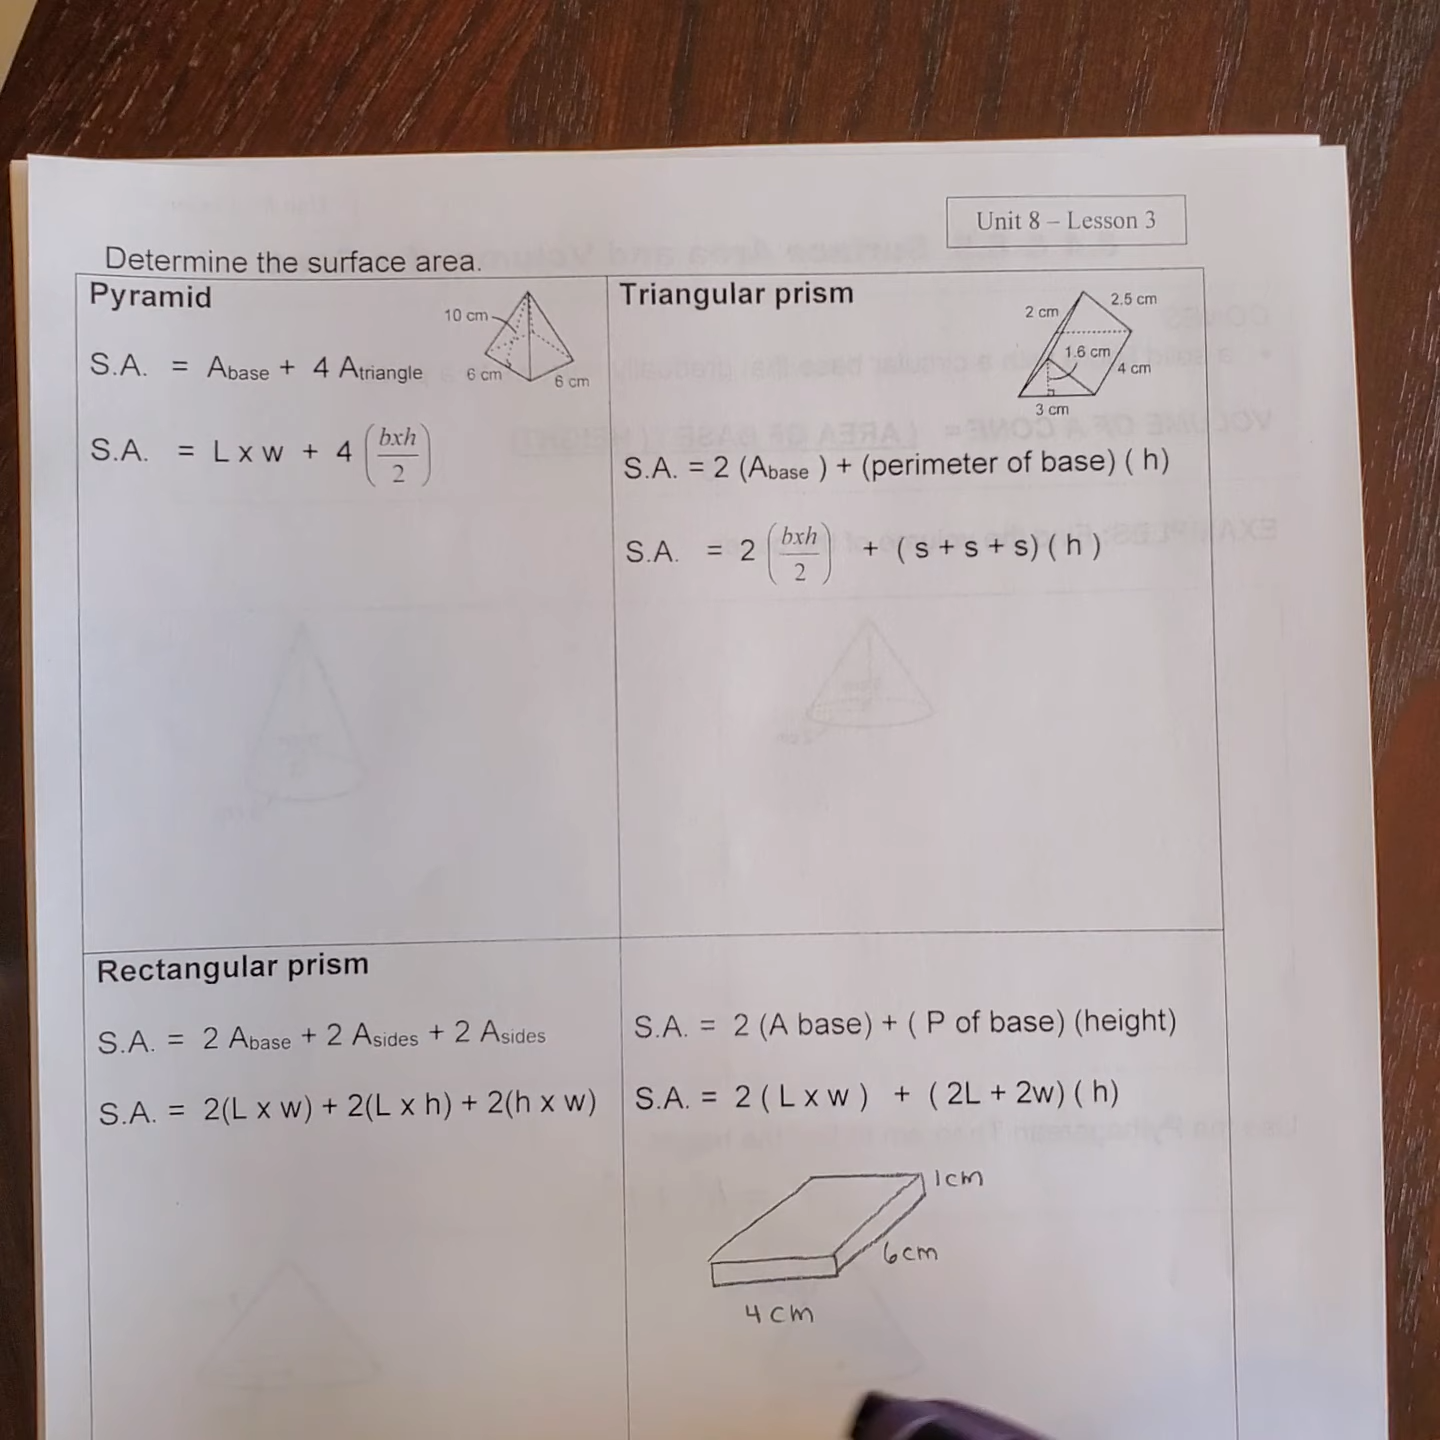 Unit 8 – Lesson 3
Determine the surface area.
Pyramid
10 cm
6 cm
6 cm
S.A. = Abase + 4 Atriangle
S.A. = L x w + 4 (bxh/2)
Triangular prism
2 cm
2.5 cm
1.6 cm
4 cm
3 cm
S.A. = 2 (Abase ) + (perimeter of base) ( h)
S.A. = 2 (bxh/2) + ( s + s + s) ( h )
Rectangular prism
S.A. = 2 Abase + 2 Asides + 2 Asides
S.A. = 2(L x w) + 2(L x h) + 2(h x w)
S.A. = 2 (A base) + ( P of base) (height)
S.A. = 2 ( L x w ) + ( 2L + 2w) ( h)
1cm
6cm
4 cm